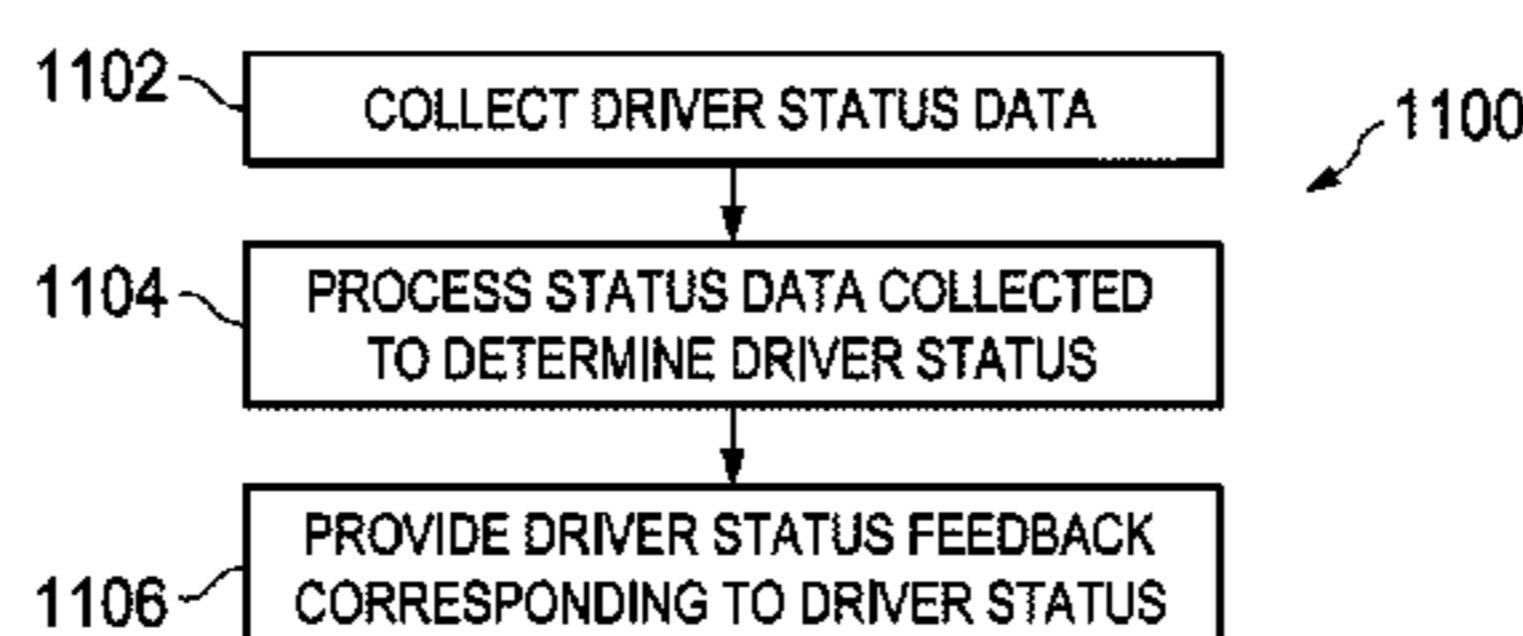 1102
COLLECT DRIVER STATUS DATA
1100
1104
PROCESS STATUS DATA COLLECTED
TO DETERMINE DRIVER STATUS
PROVIDE DRIVER STATUS FEEDBACK
1106
CORRESPONDING TO DRIVER STATUS